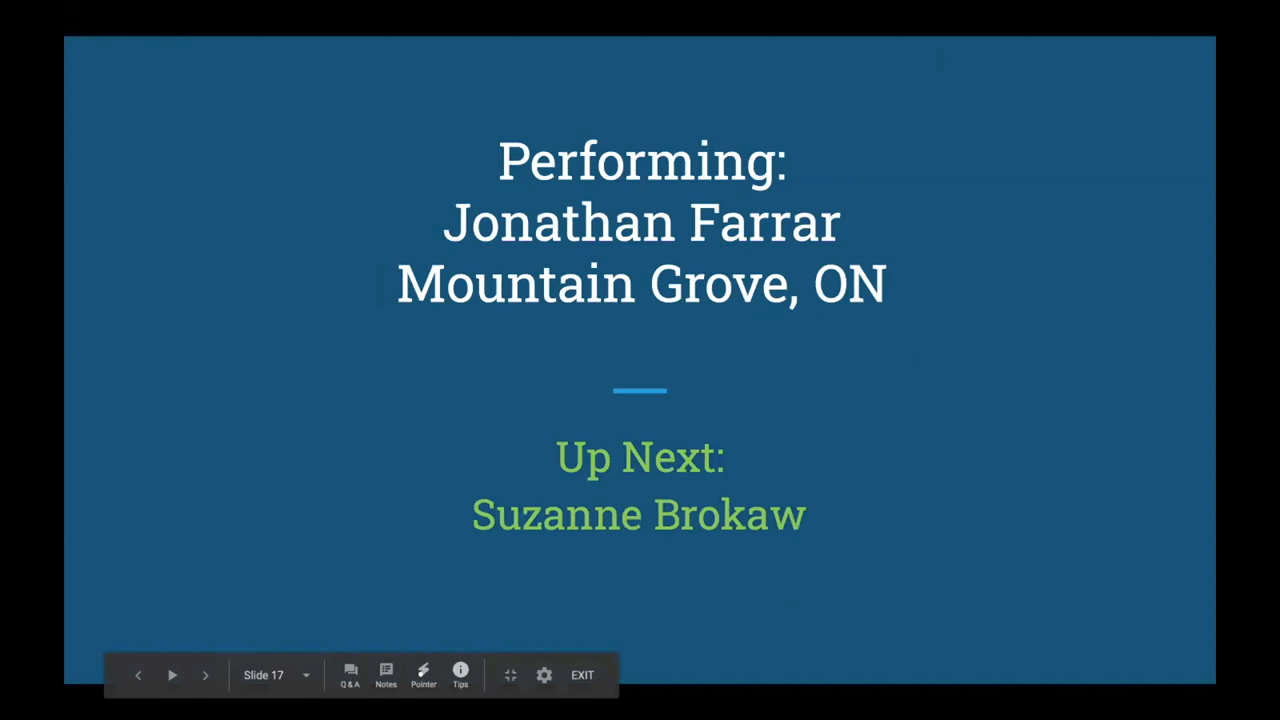 Performing:
Jonathan Farrar
Mountain Grove, ON
Up Next:
Suzanne Brokaw
Slide 17
Q & A
Notes
Pointer
Tips
EXIT